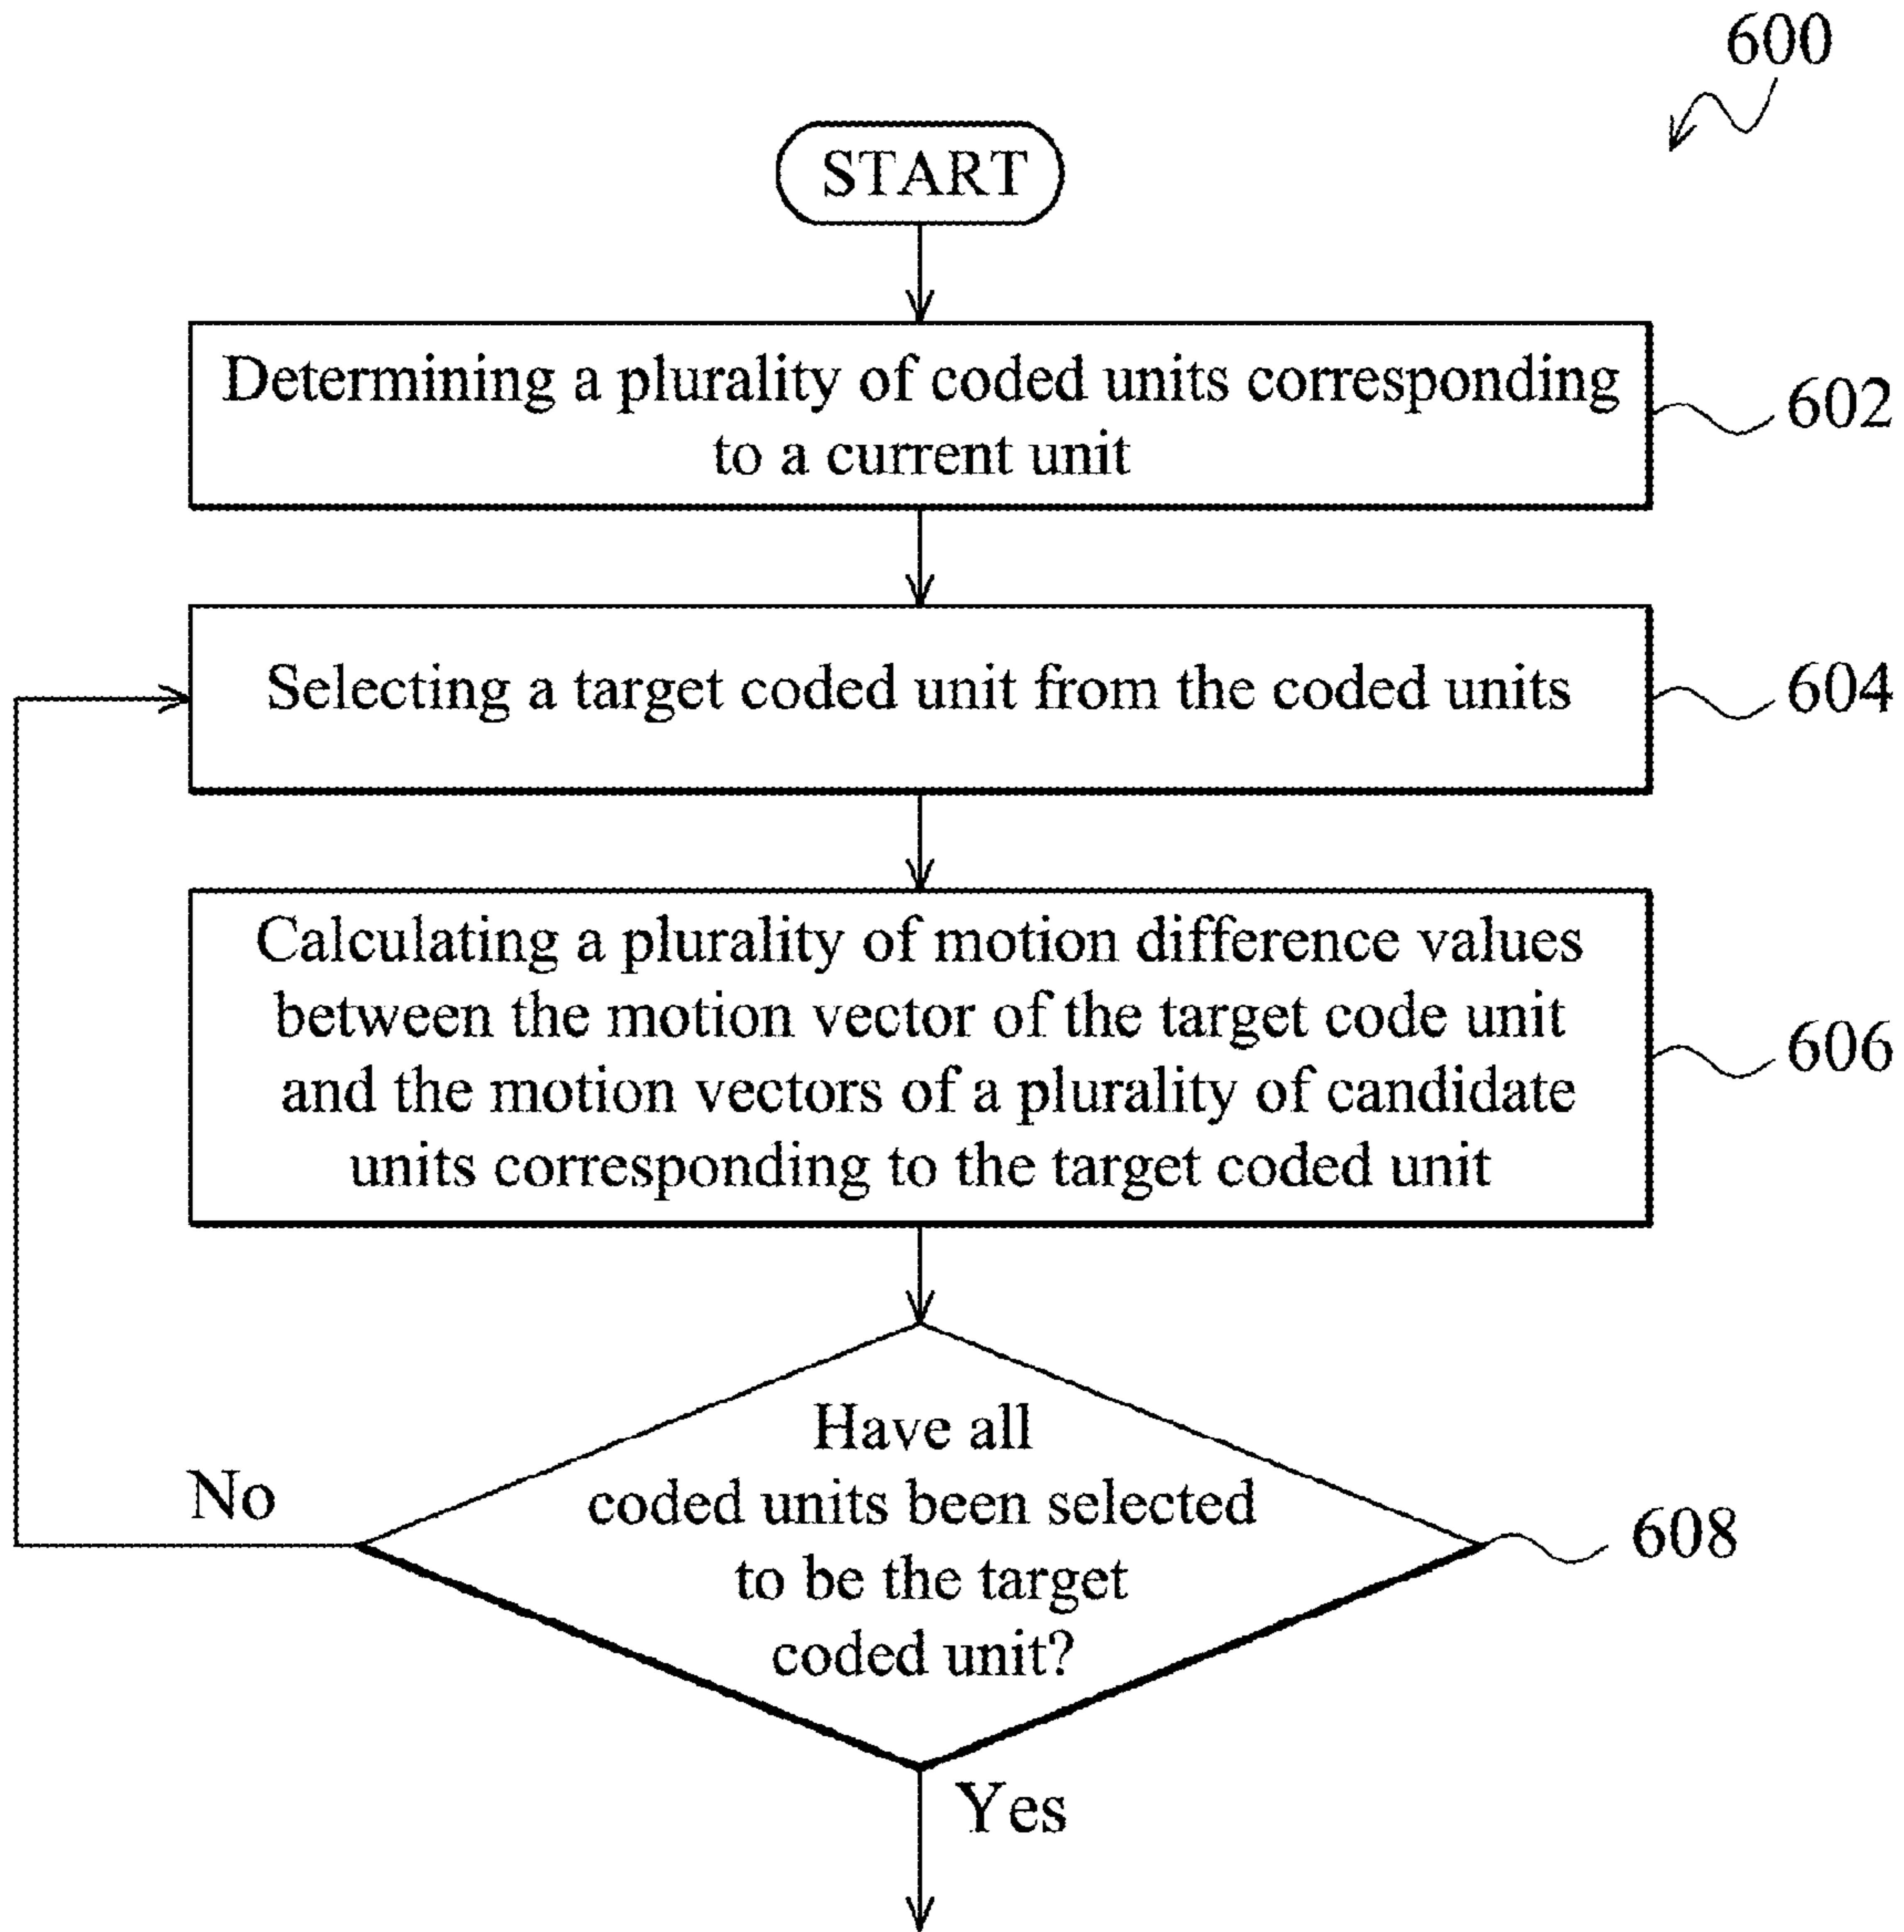 600
START
Determining a plurality of coded units corresponding
to a current unit
602
Selecting a target coded unit from the coded units
604
Calculating a plurality of motion difference values
between the motion vector of the target code unit
and the motion vectors of a plurality of candidate
units corresponding to the target coded unit
606
Have all
coded units been selected
to be the target
coded unit?
No
608
Yes